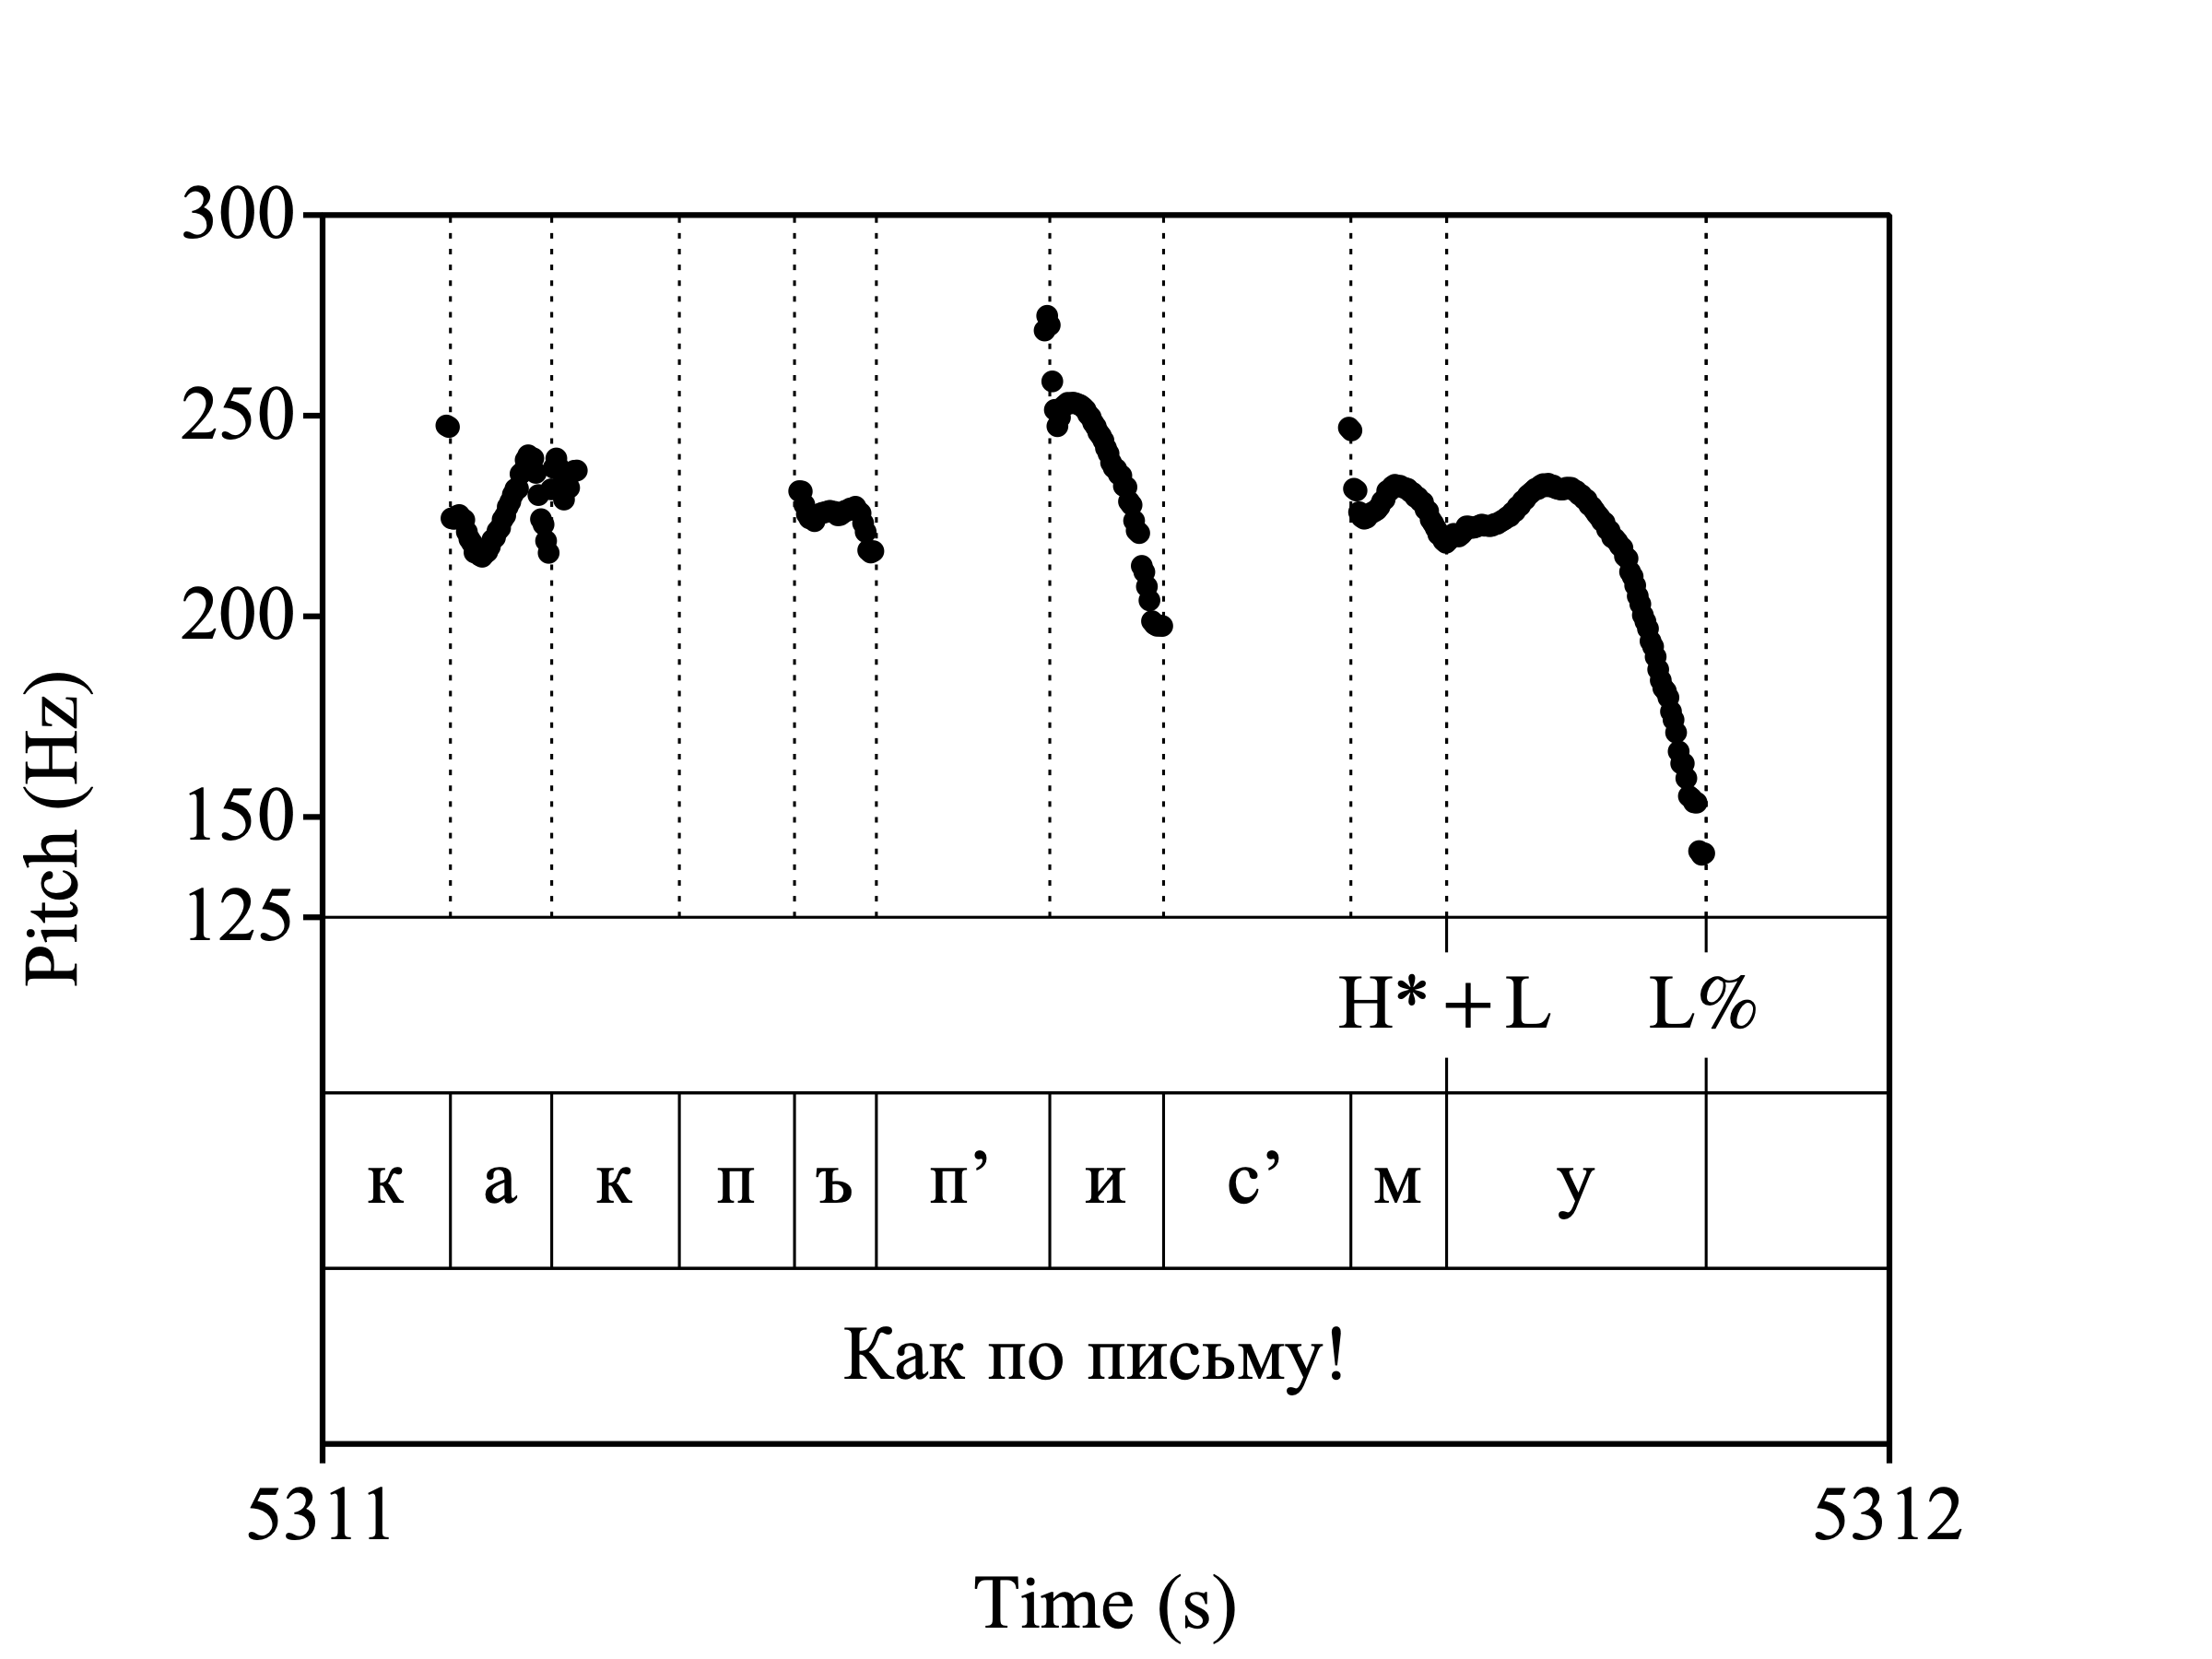 300
250
200
150
125
Pitch (Hz)
H* + L L%
к а к п ъ п’ и с’ м у
Как по письму!
5311 5312
Time (s)